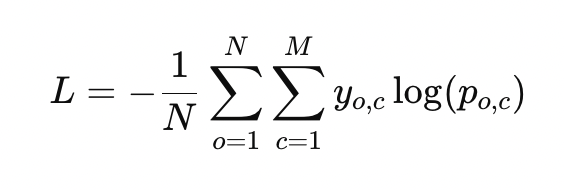 L = -\frac{1}{N} \sum_{o=1}^{N} \sum_{c=1}^{M} y_{o,c} \log(p_{o,c})